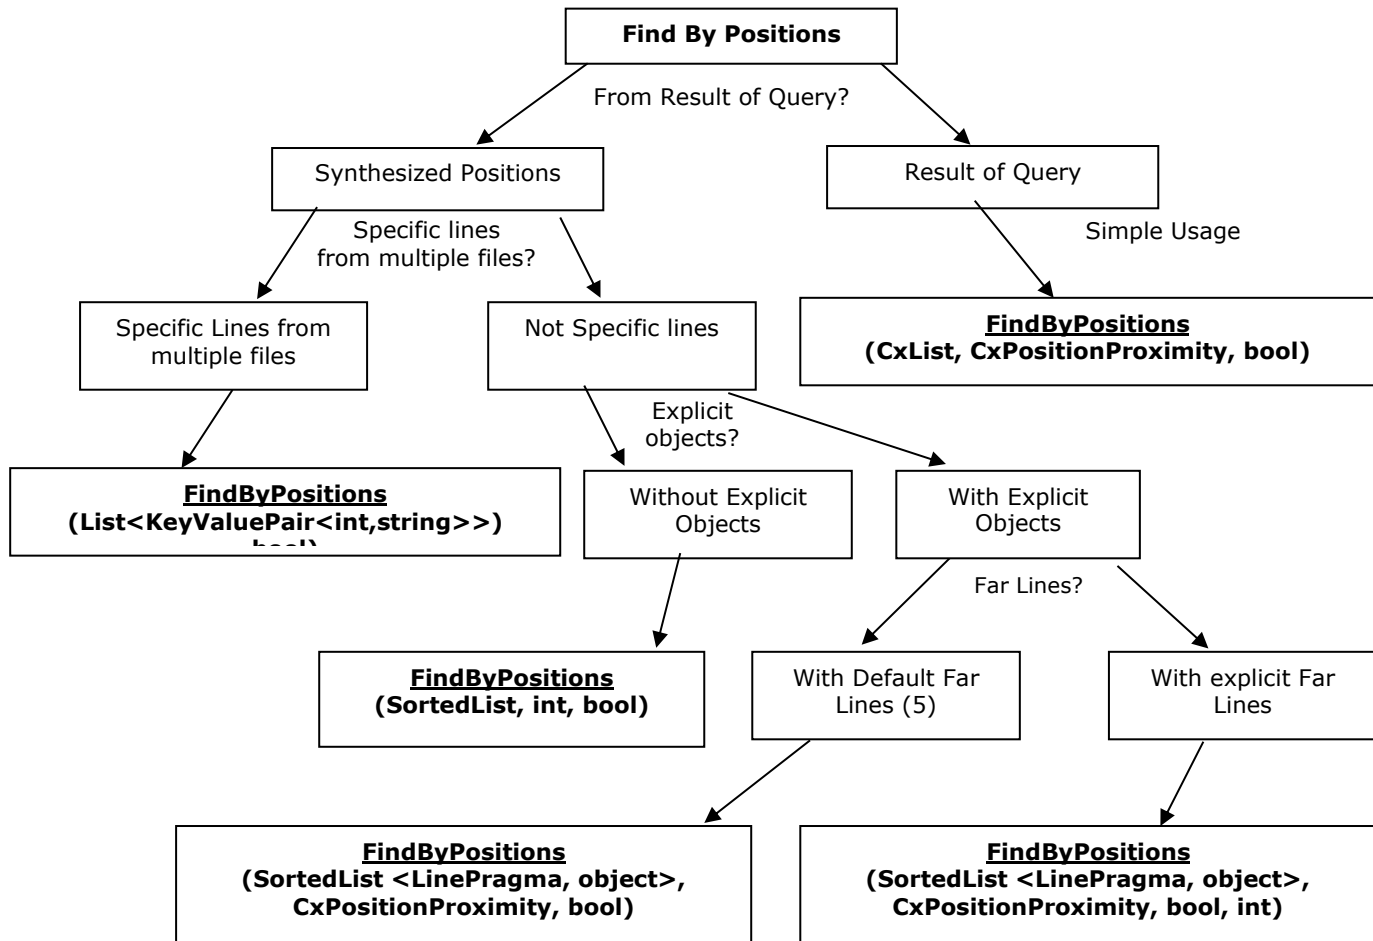 Find By Positions
From Result of Query?
Synthesized Positions
Result of Query
Specific lines
from multiple files?
Simple Usage
Specific Lines from
multiple files
Not Specific lines
FindByPositions
(CxList, CxPositionProximity, bool)
Explicit
objects?
FindByPositions
(List<KeyValuePair<int,string>>)
bool)
Without Explicit
Objects
With Explicit
Objects
Far Lines?
FindByPositions
(SortedList, int, bool)
With Default Far
Lines (5)
With explicit Far
Lines
FindByPositions
(SortedList <LinePragma, object>,
CxPositionProximity, bool)
FindByPositions
(SortedList <LinePragma, object>,
CxPositionProximity, bool, int)